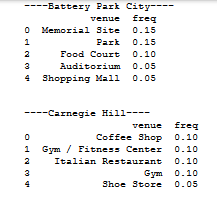 ----Battery Park City----
venue freq
0 Memorial Site 0.15
1 Park 0.15
2 Food Court 0.10
3 Auditorium 0.05
4 Shopping Mall 0.05
----Carnegie Hill----
venue freq
0 Coffee Shop 0.10
1 Gym / Fitness Center 0.10
2 Italian Restaurant 0.10
3 Gym 0.10
4 Shoe Store 0.05